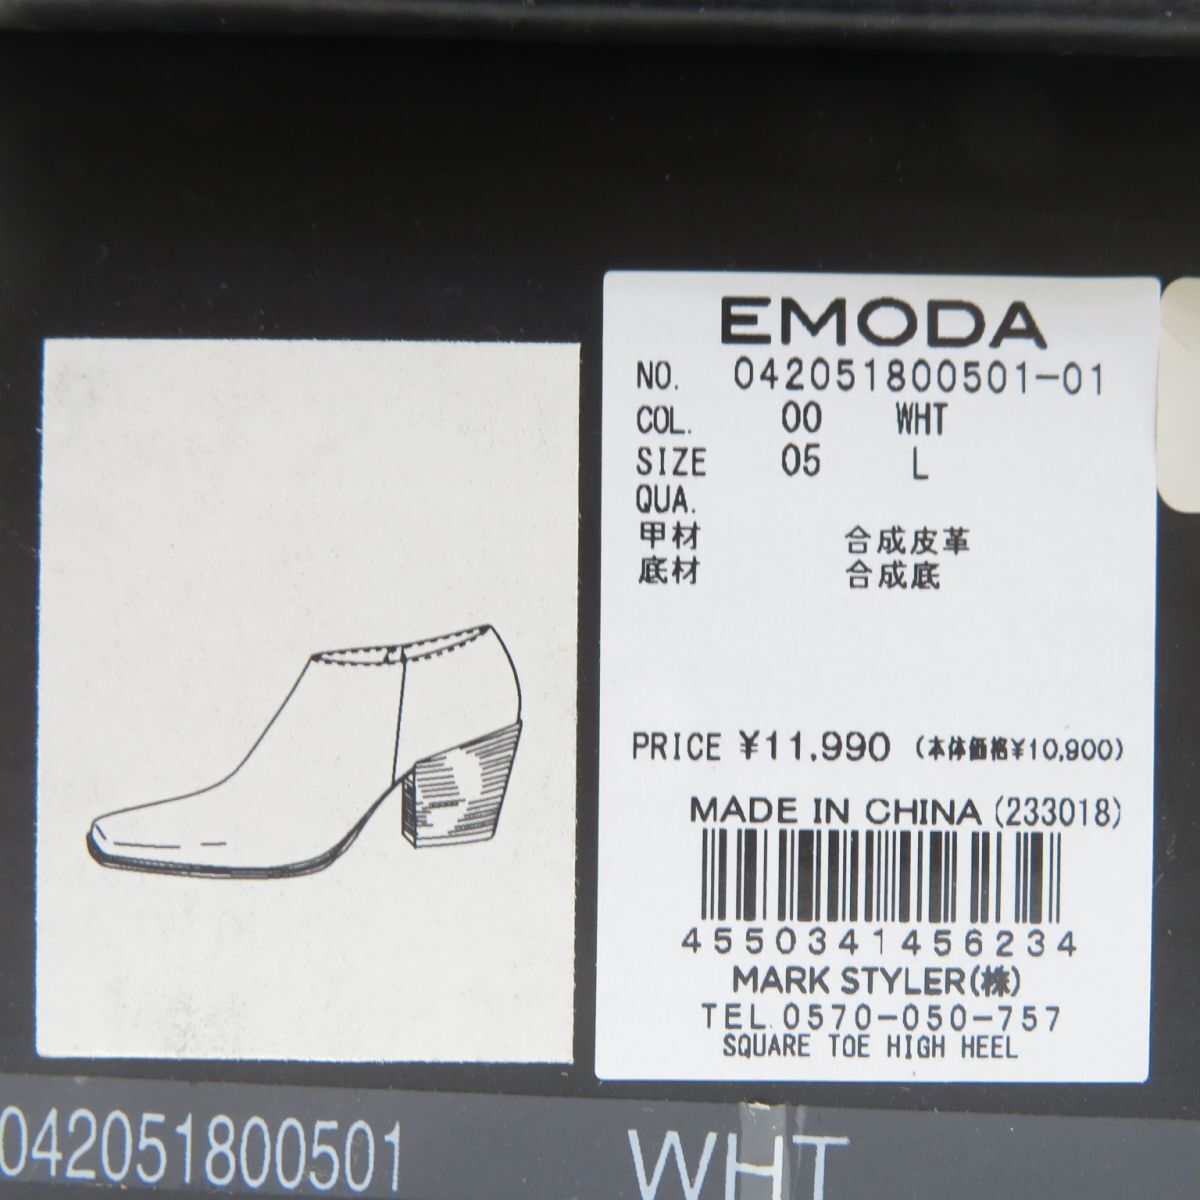 EMODA
NO. 042051800501-01
COL. 00 WHT
SIZE 05 L
QUA.
甲材 合成皮革
底材 合成底
PRICE ¥11.990 (本体価格¥10,900)
MADE IN CHINA (233018)
4550341456234
MARK STYLER(株)
TEL.0570-050-757
SQUARE TOE HIGH HEEL
042051800501 WHT